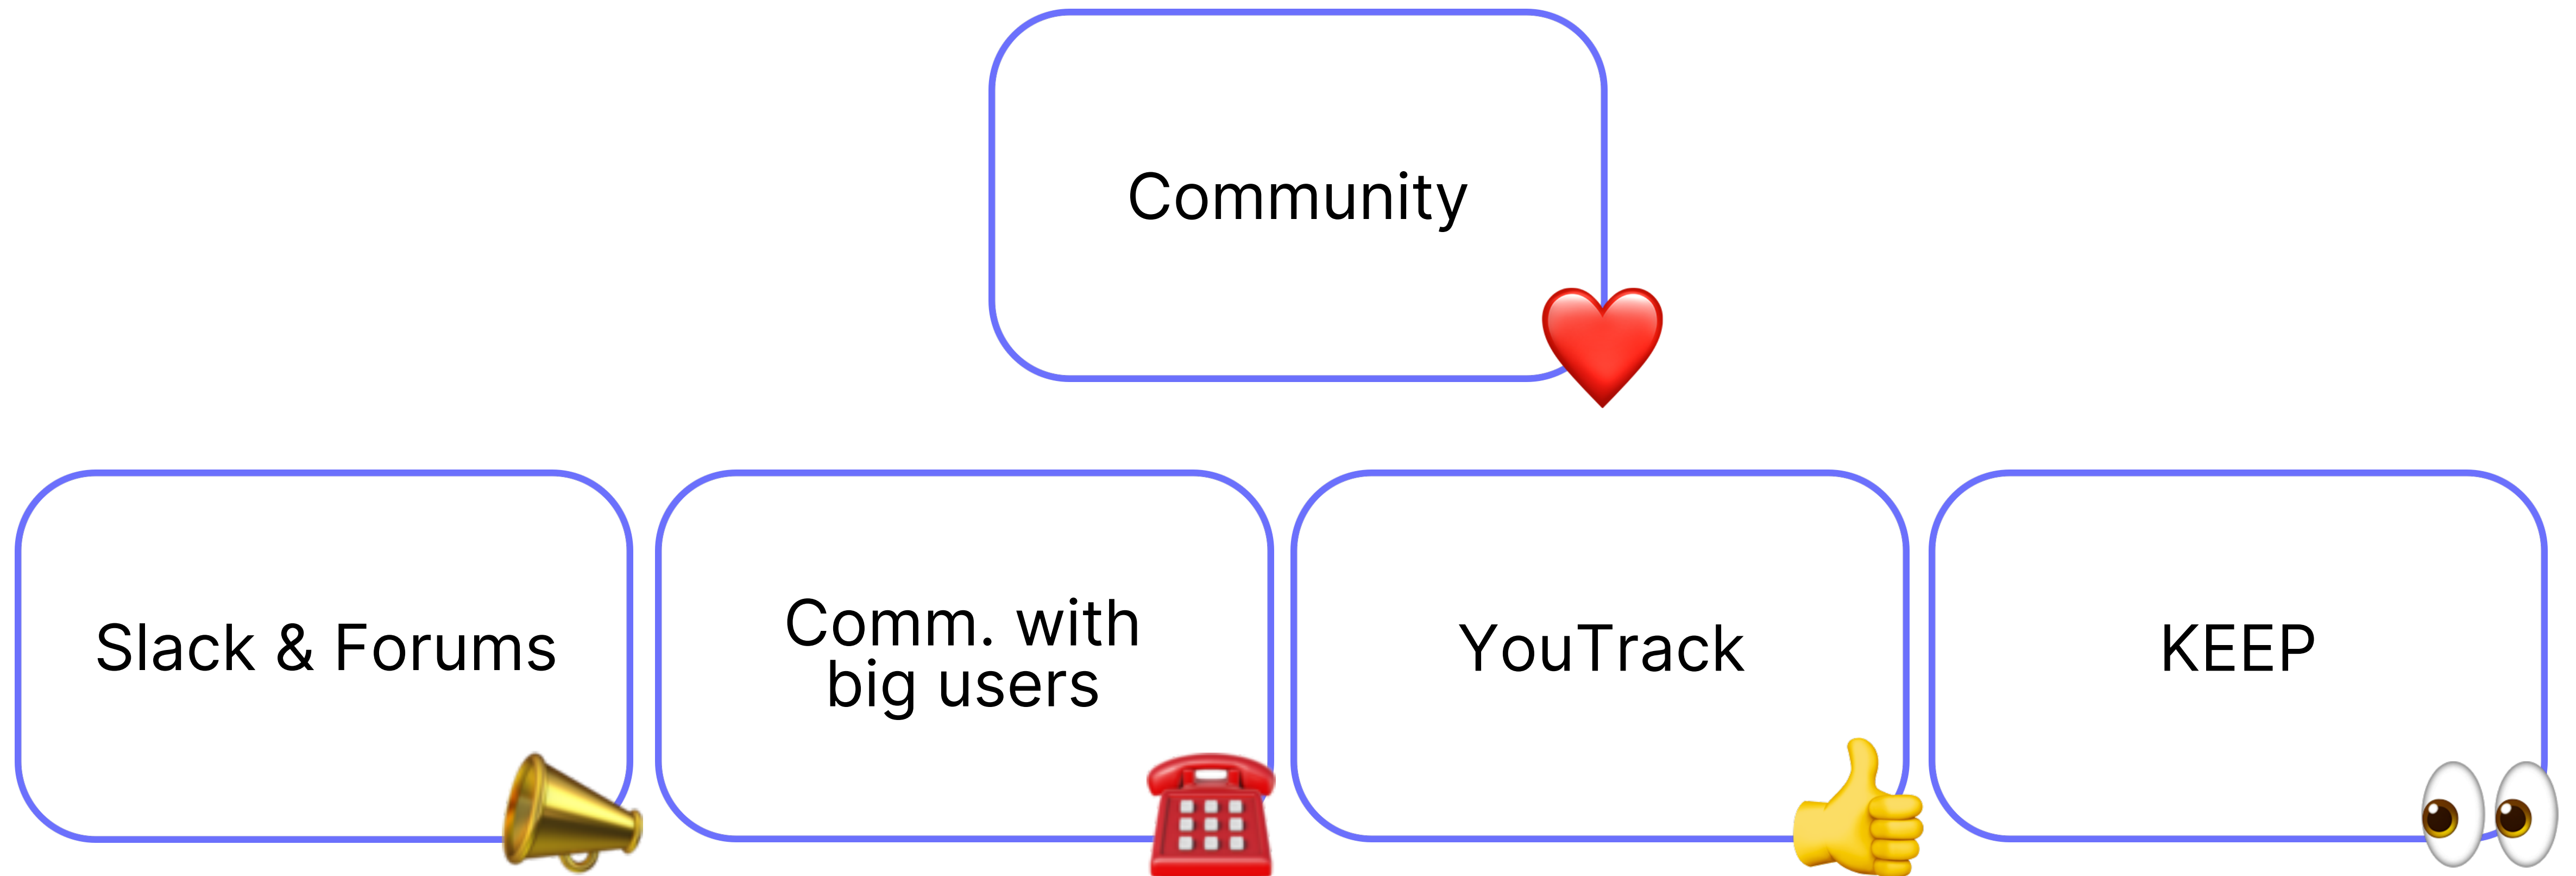 Community
Slack & Forums
Comm. with
big users
YouTrack
KEEP